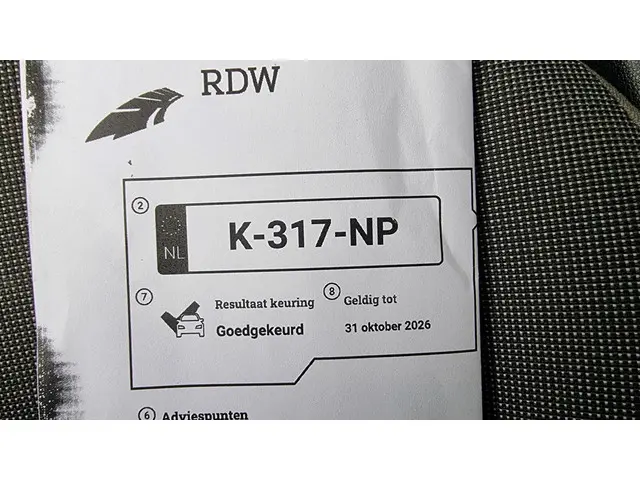 RDW
2
NL
K-317-NP
7 Resultaat keuring
Goedgekeurd
8 Geldig tot
31 oktober 2026
6 Adviespunten